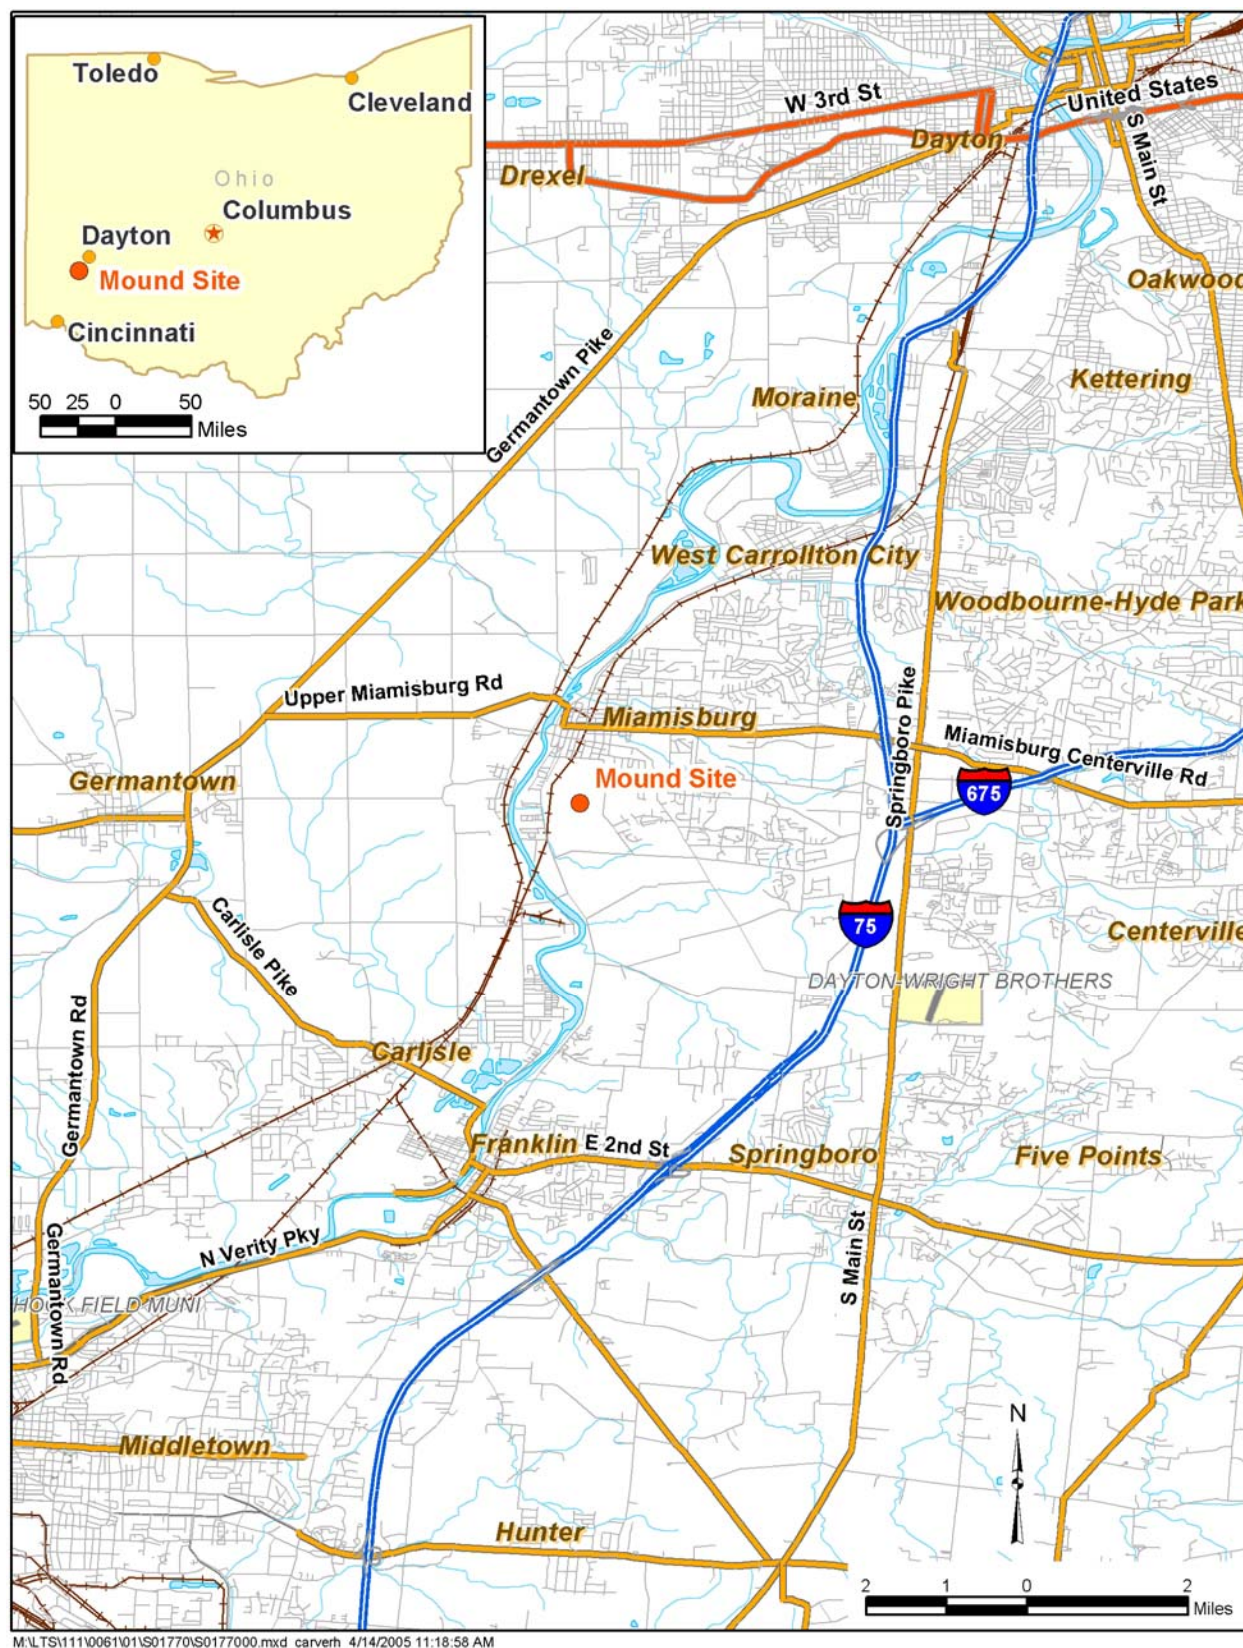 Toledo
Cleveland
Ohio
Columbus
Dayton
Mound Site
Cincinnati
50 25 0 50
Miles
W 3rd St
United States
Dayton
S Main St
Drexel
Oakwood
Germantown Pike
Kettering
Moraine
West Carrollton City
Woodbourne-Hyde Park
Upper Miamisburg Rd
Springboro Pike
Miamisburg
Miamisburg Centerville Rd
Germantown
Mound Site
675
Carlisle Pike
75
Centerville
DAYTON-WRIGHT BROTHERS
Germantown Rd
Carlisle
Franklin
E 2nd St
Springboro
Five Points
N Verity Pky
S Main St
Germantown Rd
HOOK FIELD MUNI
Middletown
N
Hunter
2 1 0 2
Miles
M:\LTS\111\0061\01\S01770\S0177000.mxd carverh 4/14/2005 11:18:58 AM